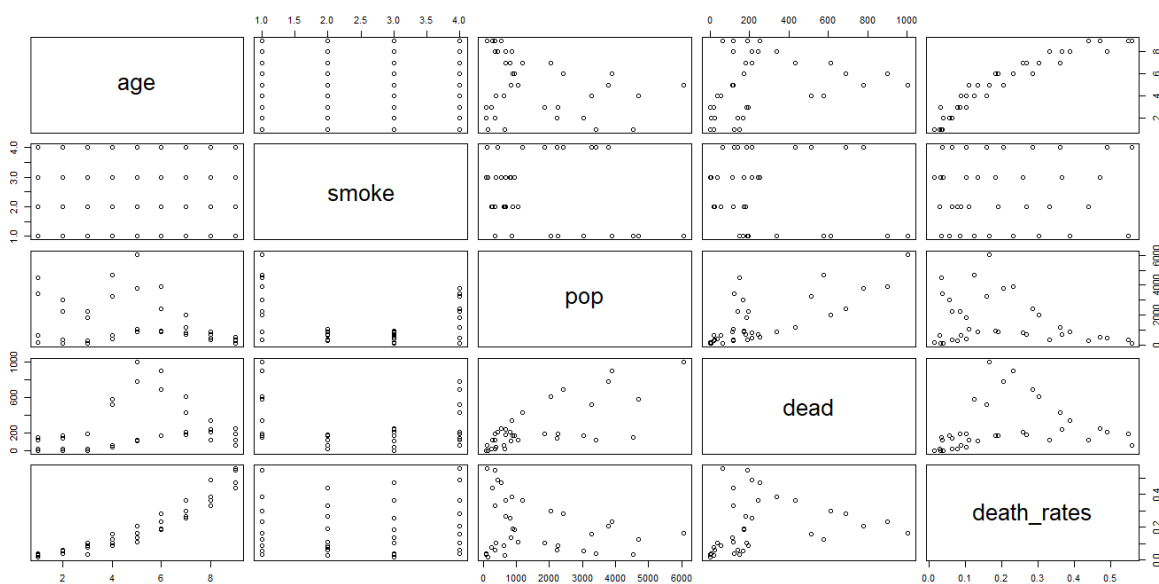 1.0 1.5 2.0 2.5 3.0 3.5 4.0 0 200 400 600 800 1000
age
2 4 6 8
1.0 2.0 3.0 4.0
smoke
pop
0 2000 4000 6000
0 200 600 1000
dead
death_rates
0.0 0.2 0.4
2 4 6 8 0 1000 2000 3000 4000 5000 6000 0.0 0.1 0.2 0.3 0.4 0.5